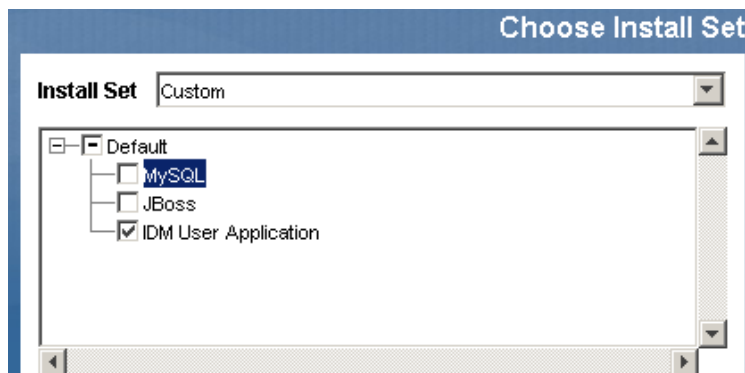 Choose Install Set
Install Set Custom
Default
MySQL
JBoss
IDM User Application